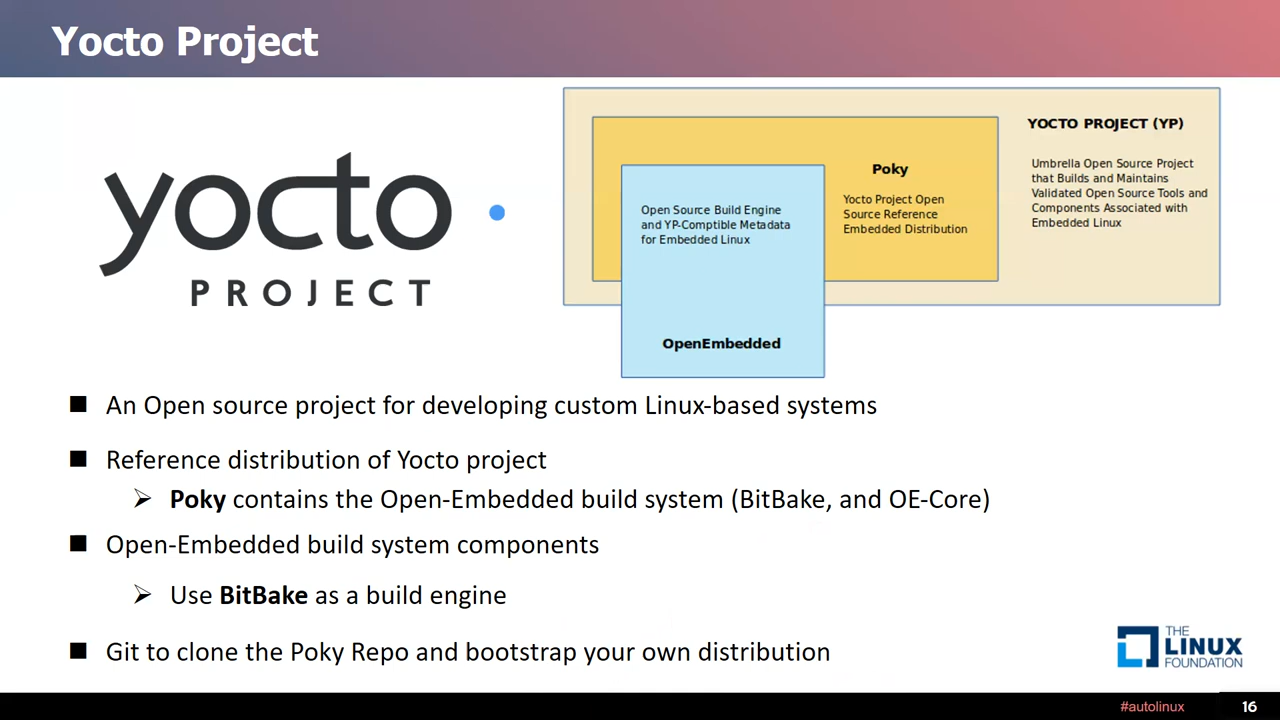 Yocto Project
yocto
PROJECT
YOCTO PROJECT (YP)
Umbrella Open Source Project
that Builds and Maintains
Validated Open Source Tools and
Components Associated with
Embedded Linux
Poky
Yocto Project Open
Source Reference
Embedded Distribution
Open Source Build Engine
and YP-Comptible Metadata
for Embedded Linux
OpenEmbedded
An Open source project for developing custom Linux-based systems
Reference distribution of Yocto project
Poky contains the Open-Embedded build system (BitBake, and OE-Core)
Open-Embedded build system components
Use BitBake as a build engine
Git to clone the Poky Repo and bootstrap your own distribution
THE
LINUX
FOUNDATION
#autolinux
16